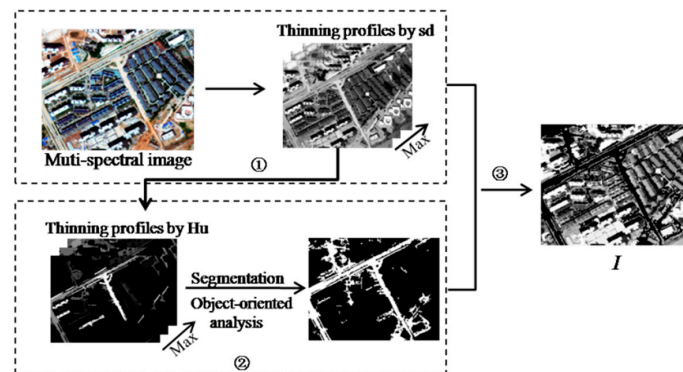 Thinning profiles by sd
Max
Muti-spectral image
①
③
Thinning profiles by Hu
Segmentation
Object-oriented
analysis
Max
I
②